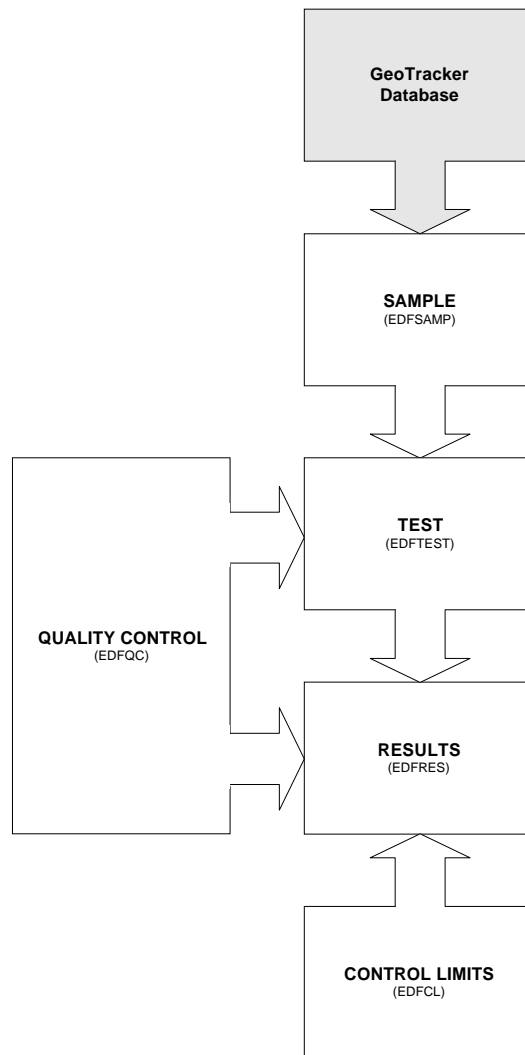 GeoTracker
Database
SAMPLE
(EDFSAMP)
TEST
(EDFTEST)
QUALITY CONTROL
(EDFQC)
RESULTS
(EDFRES)
CONTROL LIMITS
(EDFCL)